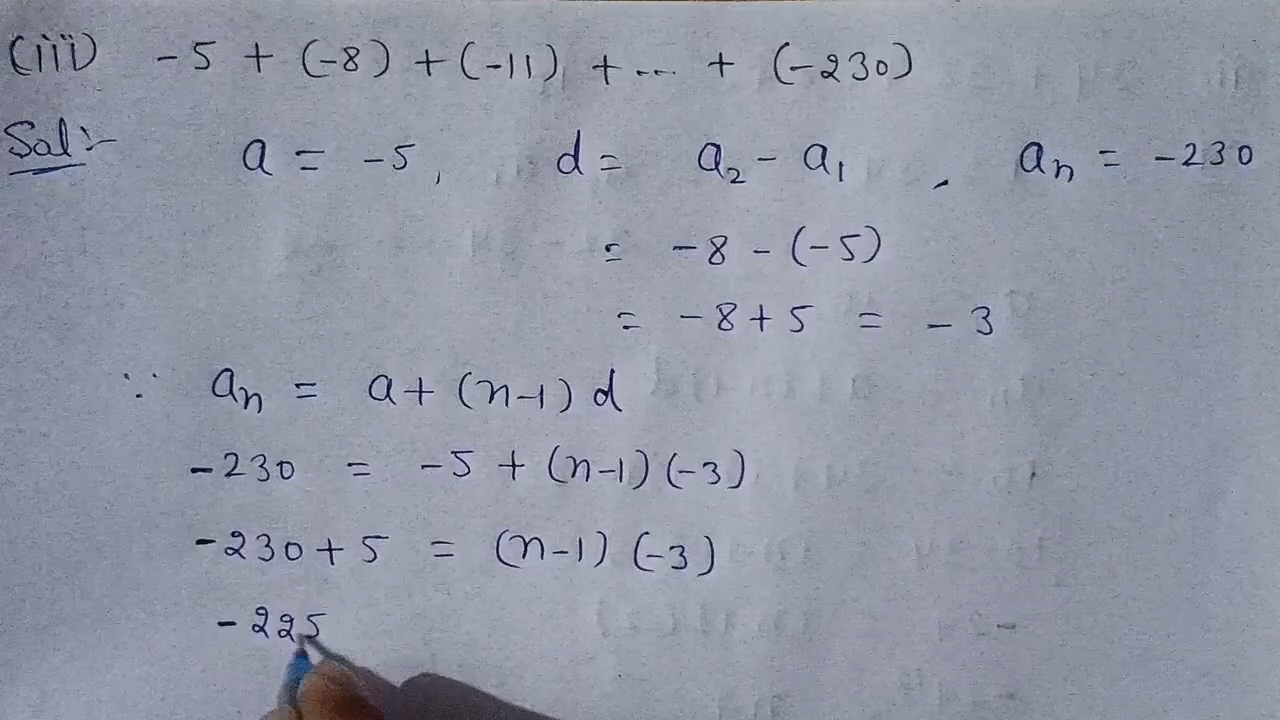 (iii) -5 + (-8) + (-11) + ... + (-230)
Sol:- a = -5, d = a₂ - a₁, aₙ = -230
= -8 - (-5)
= -8 + 5 = -3
∵ aₙ = a + (n-1) d
-230 = -5 + (n-1) (-3)
-230 + 5 = (n-1) (-3)
-225